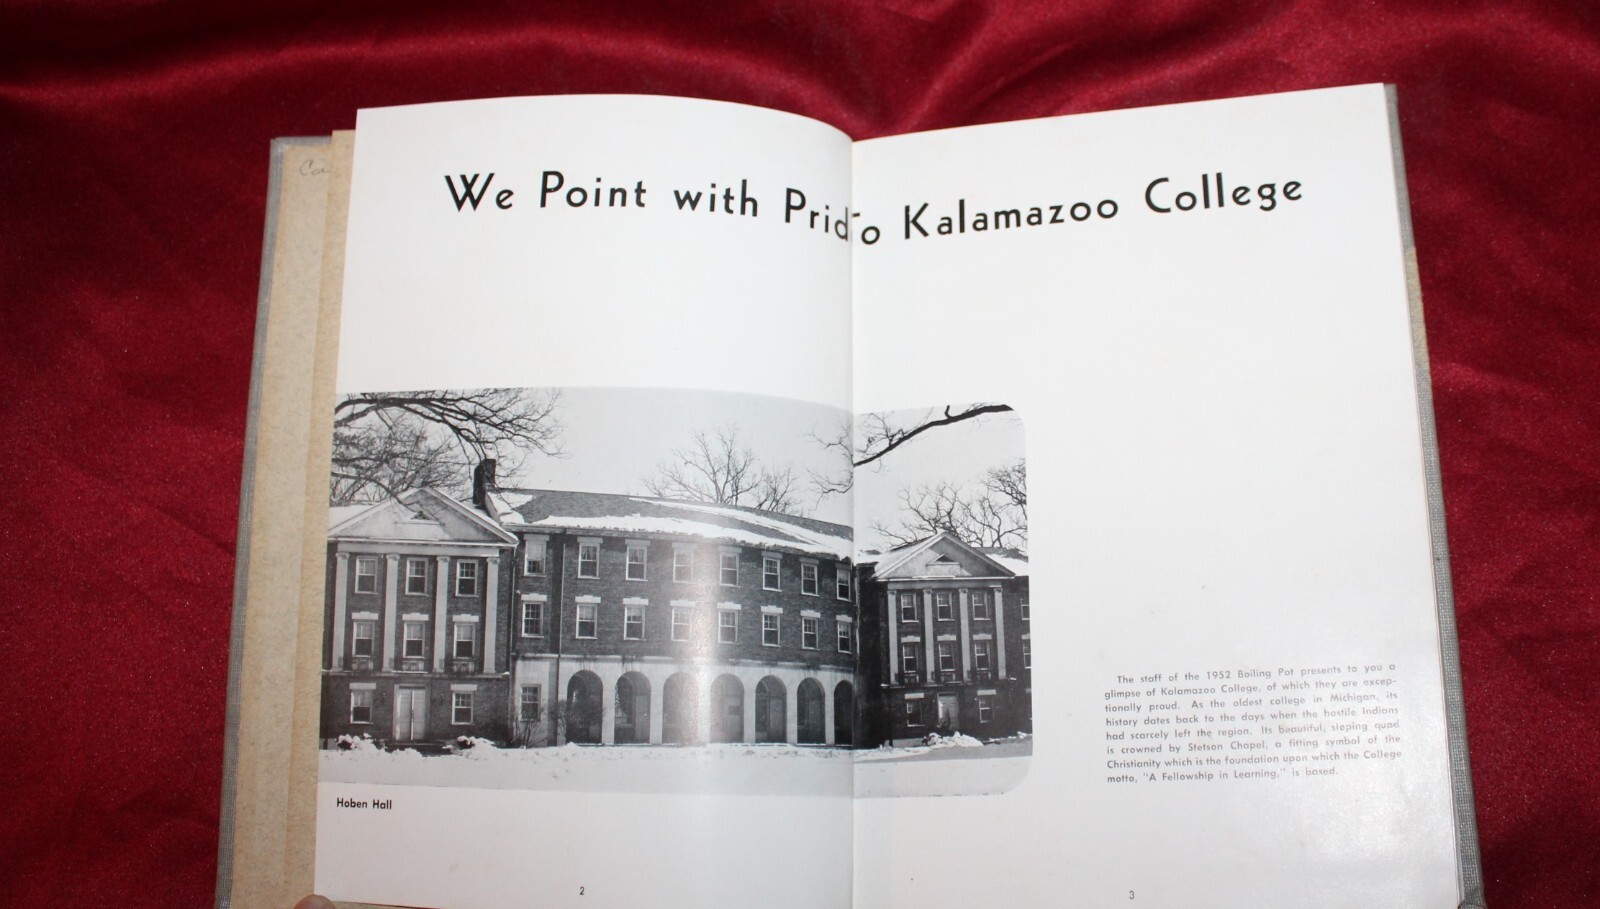 We Point with Prid To Kalamazoo College
The staff of the 1952 Boiling Pot presents to you a
glimpse of Kalamazoo College, of which they are excep-
tionally proud. As the oldest college in Michigan, its
history dates back to the days when the hostile Indians
had scarcely left the region. Its beautiful, sloping quad
is crowned by Stetson Chapel, a fitting symbol of the
Christianity which is the foundation upon which the College
motto, "A Fellowship in Learning," is based.
Hoben Hall
2
3